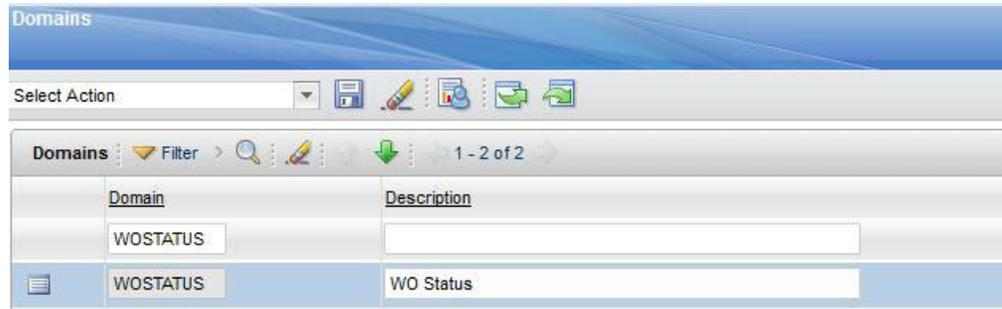 Domains
Select Action
Domains Filter 1 - 2 of 2
Domain Description
WOSTATUS
WOSTATUS WO Status